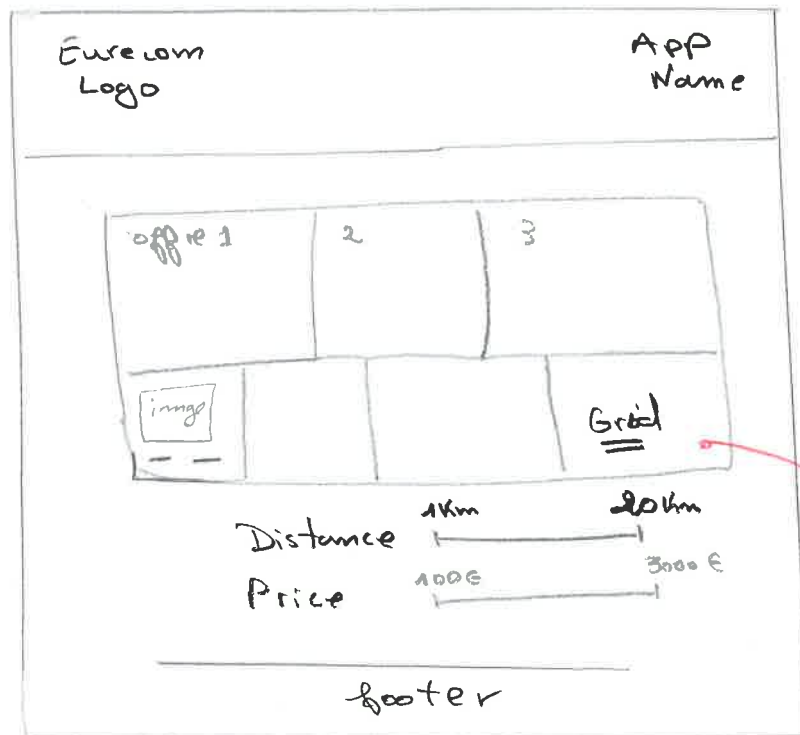 Eurecom
Logo
App
Name
offre 1
2
3
image
Grid
1Km
20Km
Distance
100€
3000 €
Price
footer